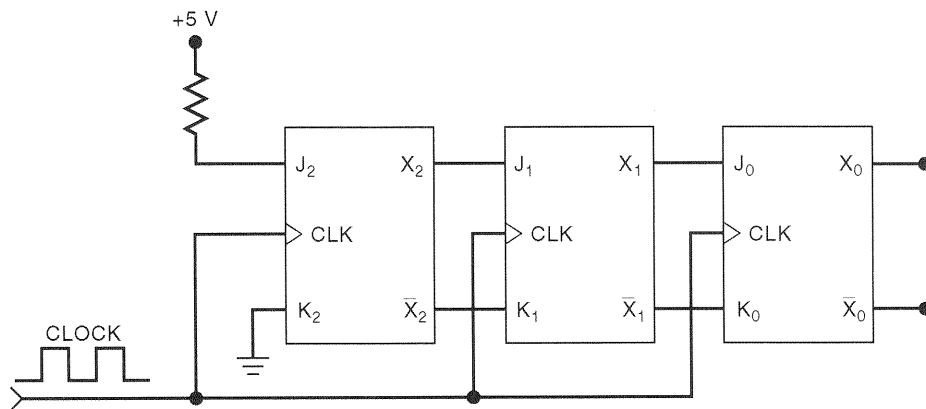 +5 V
J₂ X₂ J₁ X₁ J₀ X₀
CLK CLK CLK
K₂ X̅₂ K₁ X̅₁ K₀ X̅₀
CLOCK